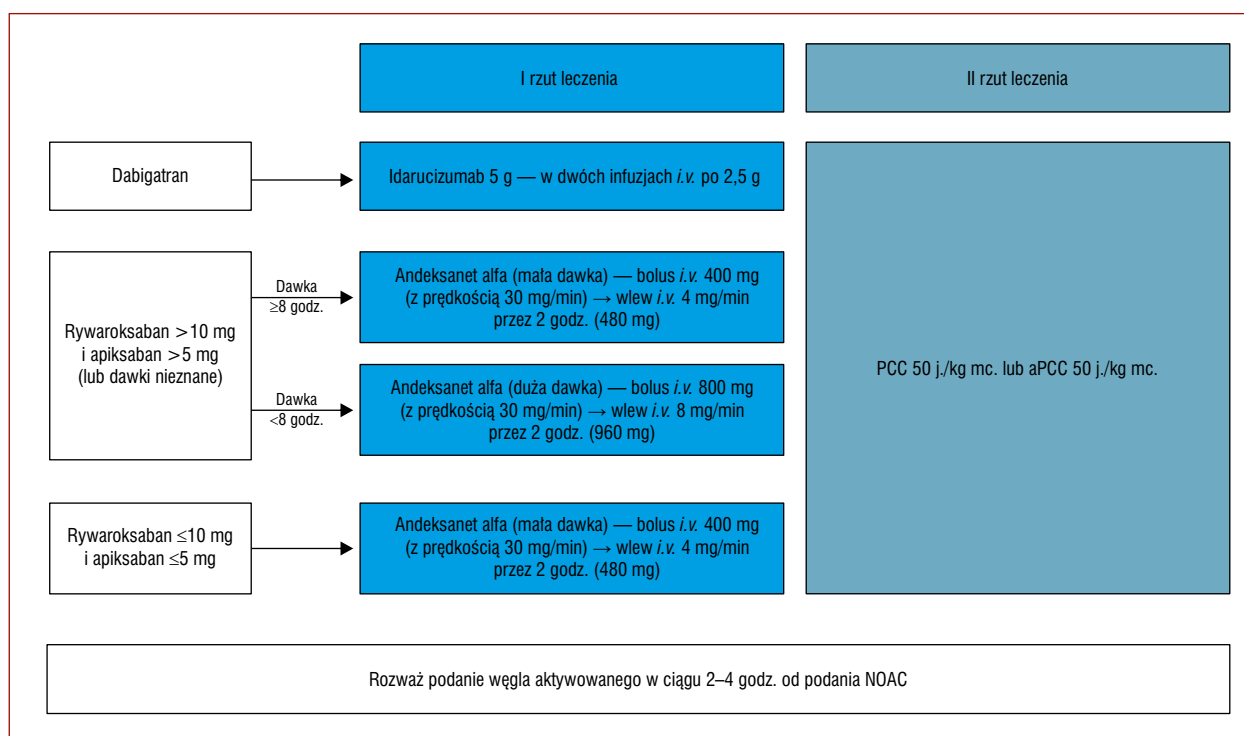 I rzut leczenia
II rzut leczenia
Dabigatran
Idarucizumab 5 g — w dwóch infuzjach i.v. po 2,5 g
Rywaroksaban >10 mg
i apiksaban >5 mg
(lub dawki nieznane)
Dawka
≥8 godz.
Andeksanet alfa (mała dawka) — bolus i.v. 400 mg
(z prędkością 30 mg/min) → wlew i.v. 4 mg/min
przez 2 godz. (480 mg)
Dawka
<8 godz.
Andeksanet alfa (duża dawka) — bolus i.v. 800 mg
(z prędkością 30 mg/min) → wlew i.v. 8 mg/min
przez 2 godz. (960 mg)
PCC 50 j./kg mc. lub aPCC 50 j./kg mc.
Rywaroksaban ≤10 mg
i apiksaban ≤5 mg
Andeksanet alfa (mała dawka) — bolus i.v. 400 mg
(z prędkością 30 mg/min) → wlew i.v. 4 mg/min
przez 2 godz. (480 mg)
Rozważ podanie węgla aktywowanego w ciągu 2–4 godz. od podania NOAC